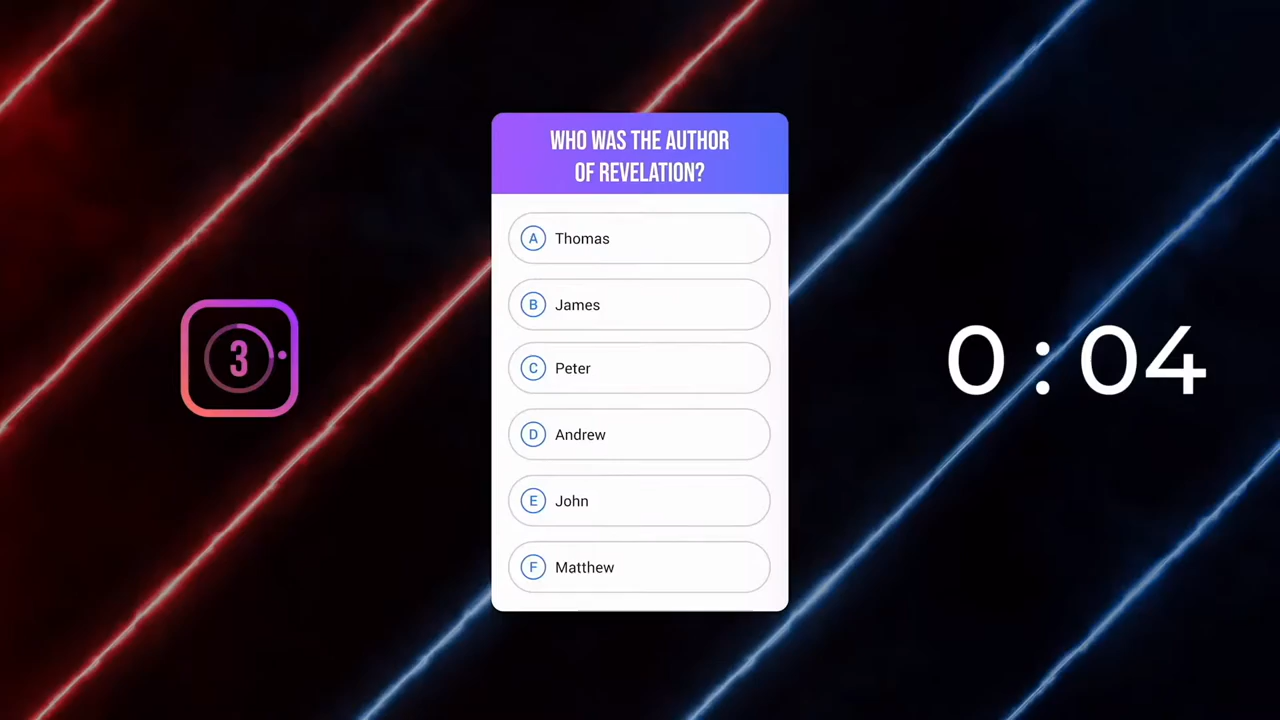 WHO WAS THE AUTHOR
OF REVELATION?
A Thomas
B James
3
C Peter
0:04
D Andrew
E John
F Matthew